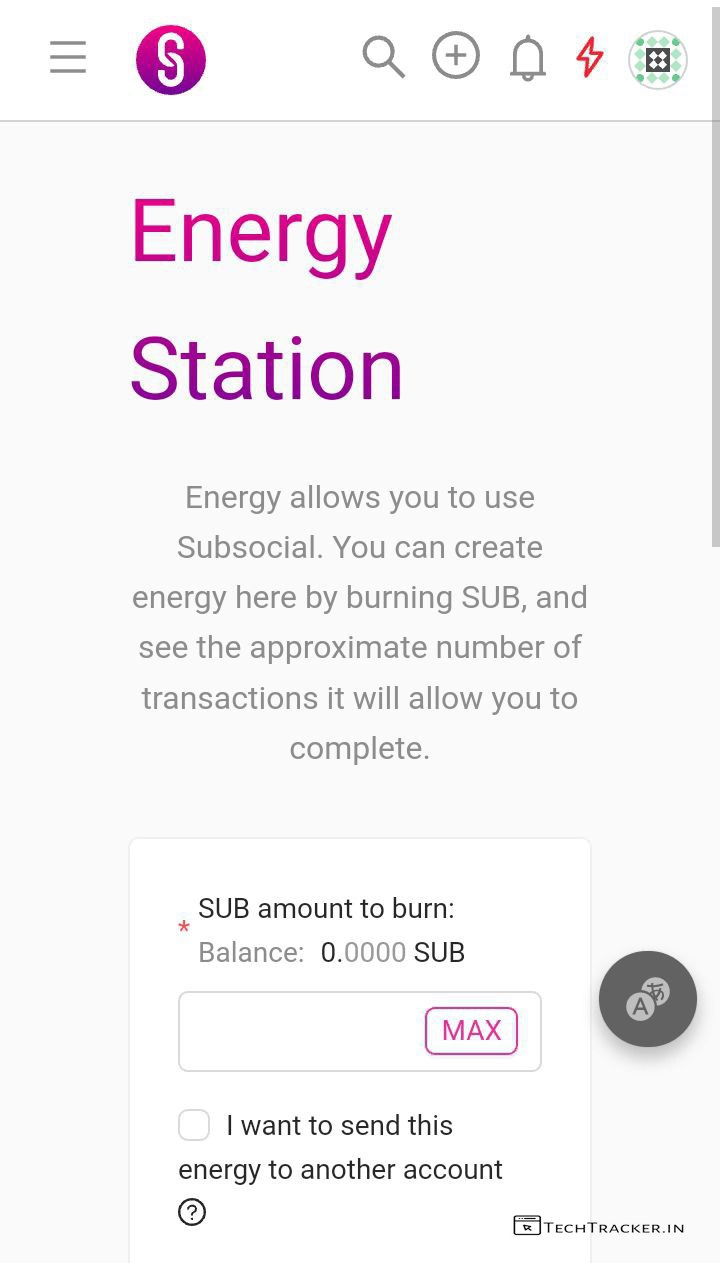 Energy
Station
Energy allows you to use
Subsocial. You can create
energy here by burning SUB, and
see the approximate number of
transactions it will allow you to
complete.
* SUB amount to burn:
Balance: 0.0000 SUB
MAX
A あ
I want to send this
energy to another account
?
TECHTRACKER.IN